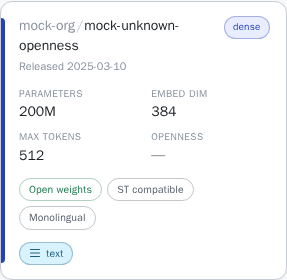 mock-org/mock-unknown-
openness
dense
Released 2025-03-10
PARAMETERS EMBED DIM
200M 384
MAX TOKENS OPENNESS
512 —
Open weights ST compatible
Monolingual
text